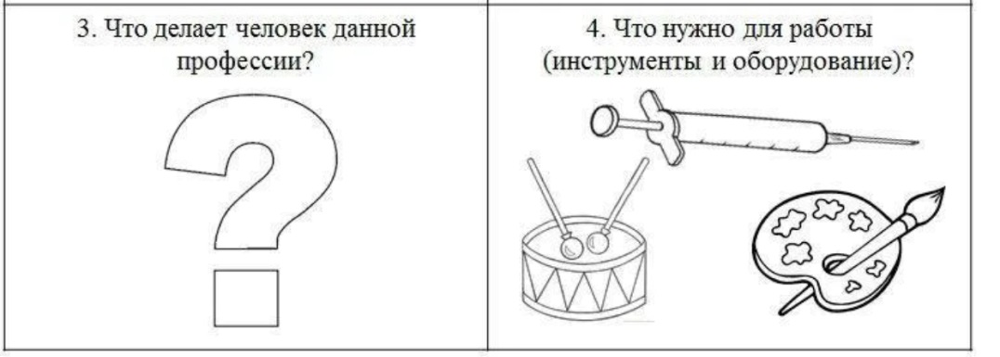 3. Что делает человек данной
профессии?
4. Что нужно для работы
(инструменты и оборудование)?